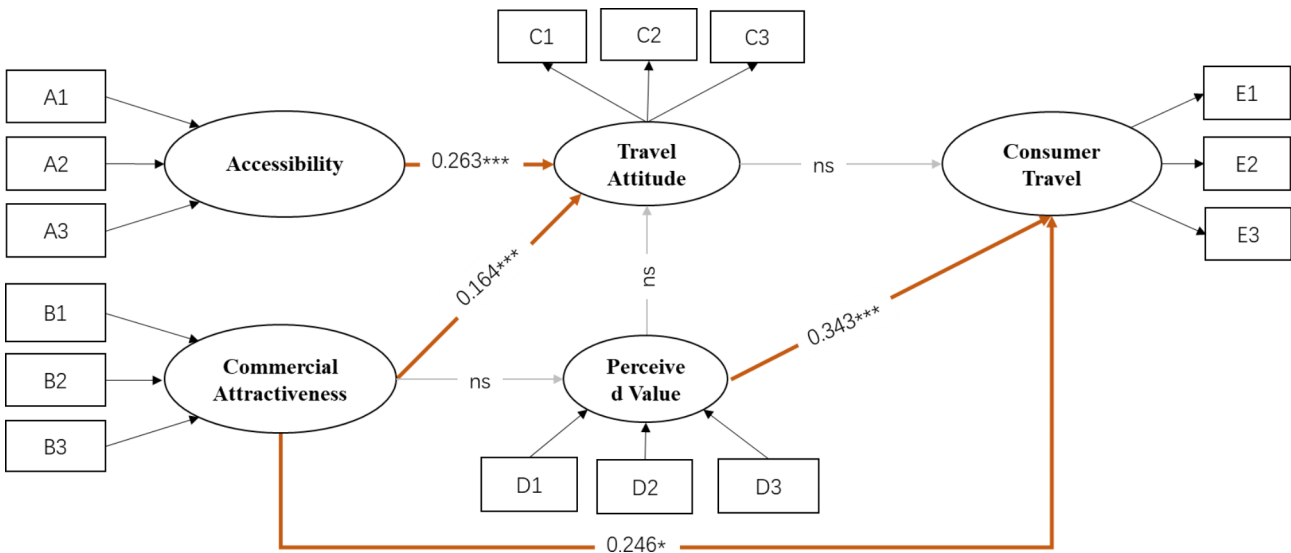 C1
C2
C3
A1
A2
A3
Accessibility
0.263***
Travel
Attitude
ns
Consumer
Travel
E1
E2
E3
0.164***
ns
B1
B2
B3
Commercial
Attractiveness
ns
Perceive
d Value
0.343***
D1
D2
D3
0.246*